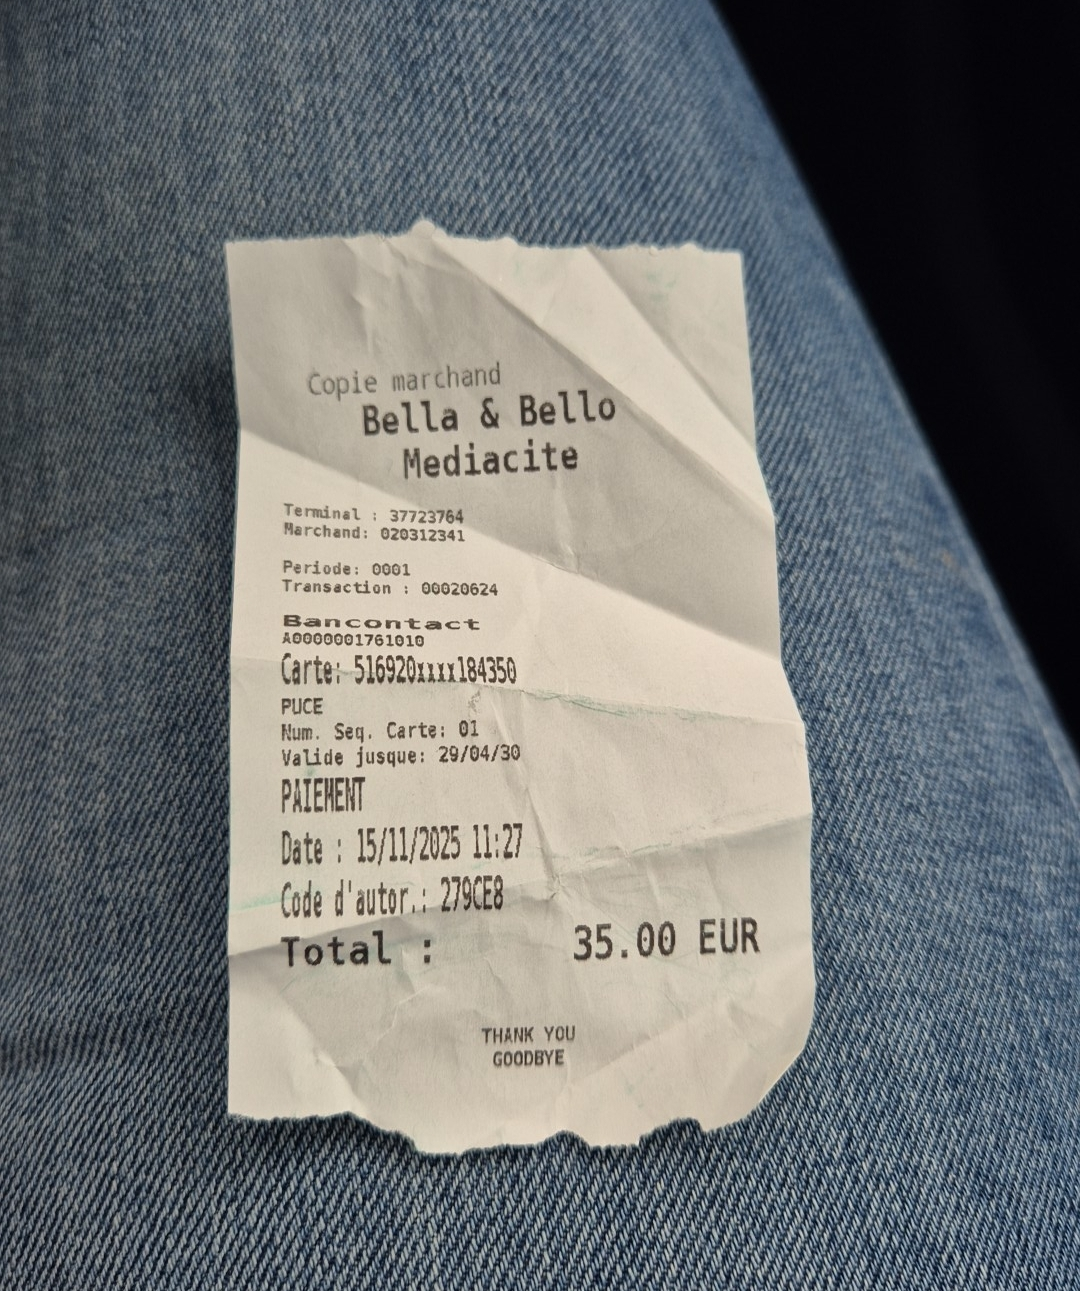 Copie marchand
Bella & Bello
Mediacite
Terminal : 37723764
Marchand: 020312341
Periode: 0001
Transaction : 00020624
Bancontact
A0000001761010
Carte: 516920xxxx184350
PUCE
Num. Seq. Carte: 01
Valide jusque: 29/04/30
PAIEMENT
Date : 15/11/2025 11:27
Code d'autor.: 279CE8
Total : 35.00 EUR
THANK YOU
GOODBYE